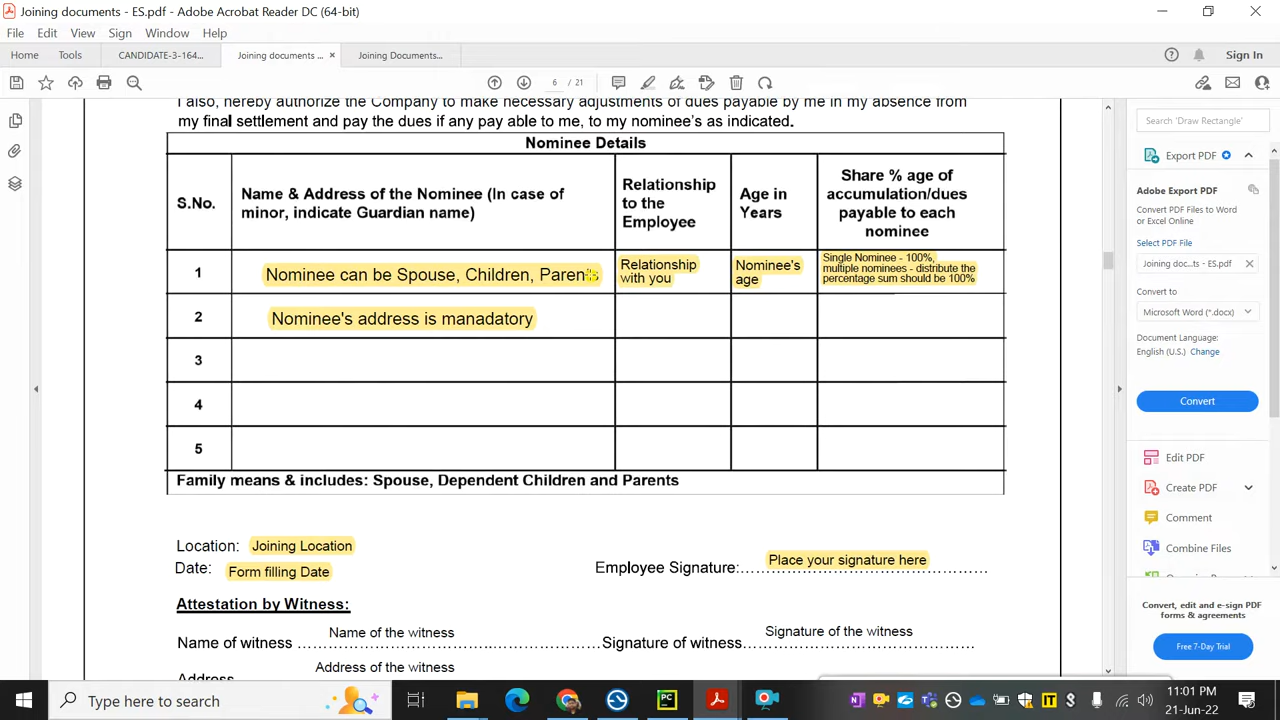 Joining documents - ES.pdf - Adobe Acrobat Reader DC (64-bit)
File Edit View Sign Window Help
Home Tools CANDIDATE-3-164... Joining documents ... × Joining Documents... Sign In
6 / 21
I also, hereby authorize the Company to make necessary adjustments of dues payable by me in my absence from
my final settlement and pay the dues if any pay able to me, to my nominee's as indicated.
Nominee Details
S.No.
Name & Address of the Nominee (In case of
minor, indicate Guardian name)
Relationship
to the
Employee
Age in
Years
Share % age of
accumulation/dues
payable to each
nominee
1
Nominee can be Spouse, Children, Parents
Relationship
with you
Nominee's
age
Single Nominee - 100%,
multiple nominees - distribute the
percentage sum should be 100%
2
Nominee's address is manadatory
3
4
5
Family means & includes: Spouse, Dependent Children and Parents
Location: Joining Location
Date: Form filling Date
Employee Signature:.......................................... Place your signature here
Attestation by Witness:
Name of witness .......................................... Name of the witness
Signature of witness.......................................... Signature of the witness
Address Address of the witness
Search 'Draw Rectangle'
Export PDF
Adobe Export PDF
Convert PDF Files to Word
or Excel Online
Select PDF File
Joining doc...ts - ES.pdf ×
Convert to
Microsoft Word (*.docx)
Document Language:
English (U.S.) Change
Convert
Edit PDF
Create PDF
Comment
Combine Files
Convert, edit and e-sign PDF
forms & agreements
Free 7-Day Trial
Type here to search
PC
11:01 PM
21-Jun-22